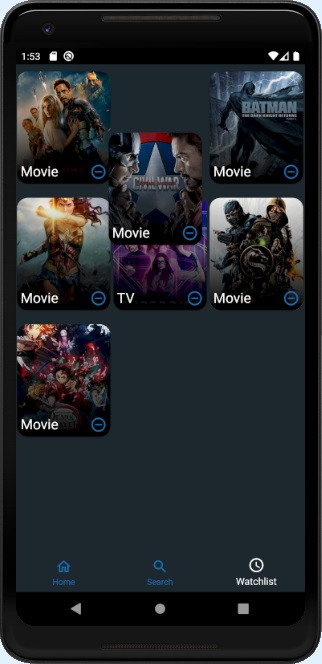 1:53
BATMAN
THE DARK KNIGHT RETURNS
Movie
Movie
CIVIL WAR
Movie
Movie
TV
Movie
Movie
Home
Search
Watchlist